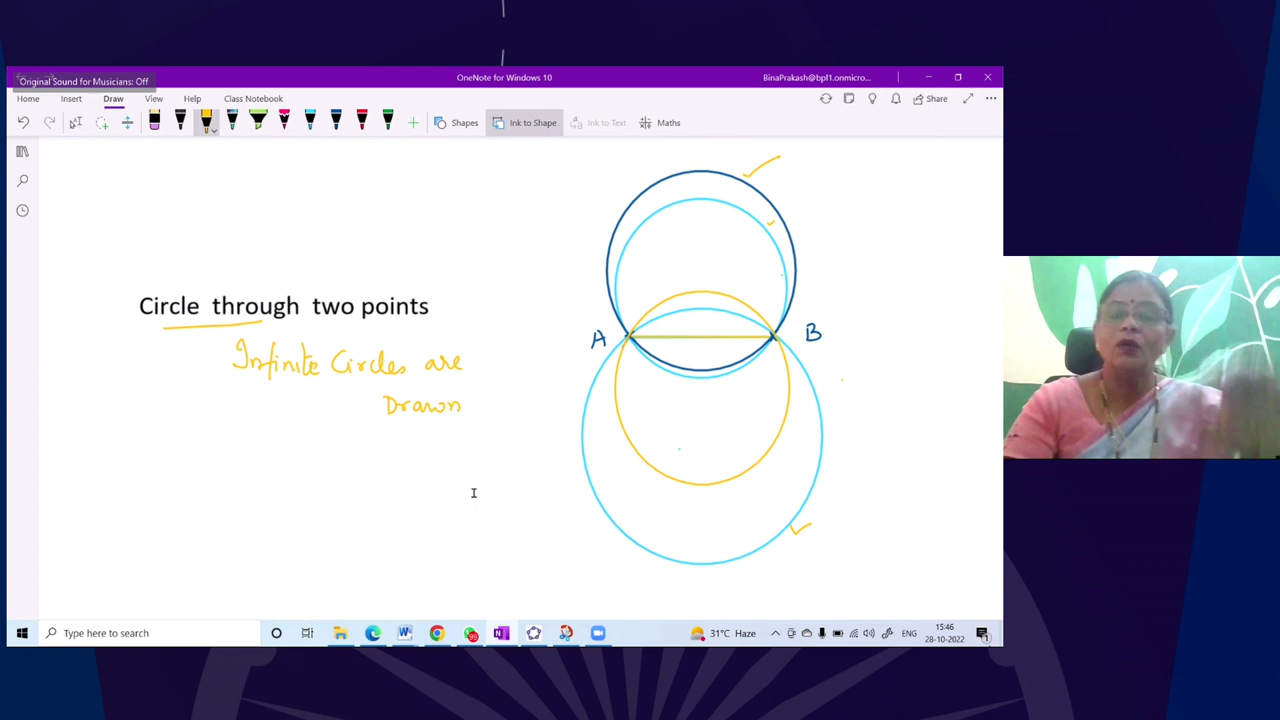 Original Sound for Musicians: Off
OneNote for Windows 10
BinaPrakash@bpl1.onmicro...
Home Insert Draw View Help Class Notebook
Share
Shapes Ink to Shape Ink to Text Maths
Circle through two points
Infinite Circles are
Drawn
A B
Type here to search
99
31°C Haze
ENG
15:46
28-10-2022
1